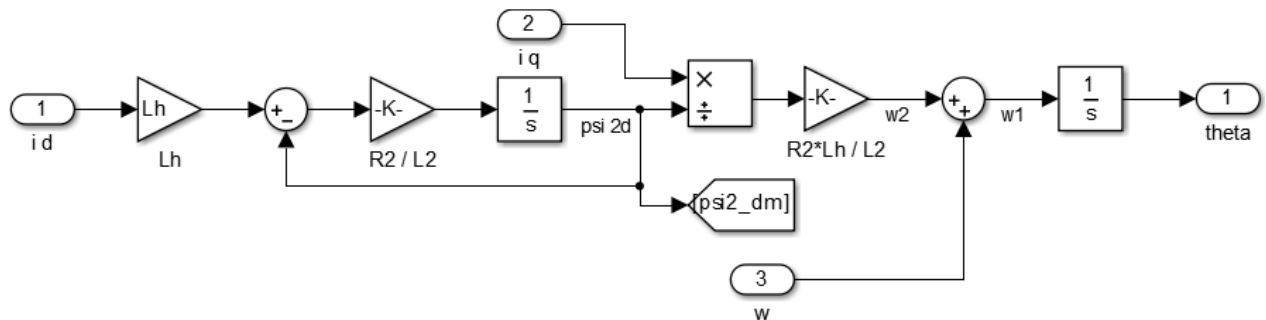 1
i d
Lh
Lh
+
−
-K-
R2 / L2
1
s
psi 2d
2
i q
×
÷
-K-
R2*Lh / L2
w2
+
+
w1
1
s
1
theta
[psi2_dm]
3
w